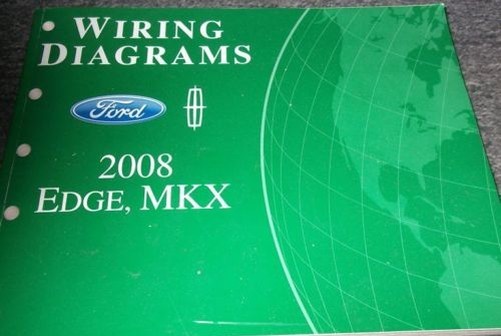 WIRING
DIAGRAMS
Ford
2008
EDGE, MKX